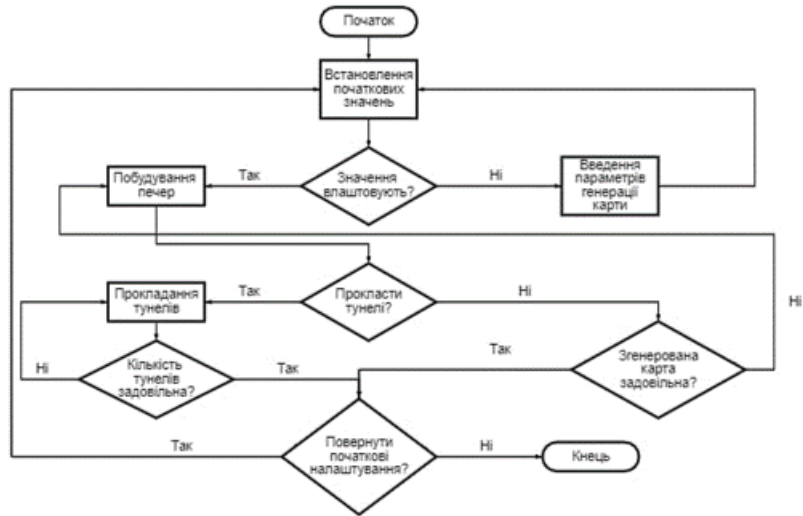 Початок
Встановлення
початкових
значень
Побудування
печер
Так
Значення
влаштовують?
Ні
Введення
параметрів
генерації
карти
Прокладання
тунелів
Так
Прокласти
тунелі?
Ні
Ні
Ні
Кількість
тунелів
задовільна?
Так
Так
Згенерована
карта
задовільна?
Так
Повернути
початкові
налаштування?
Ні
Кнець